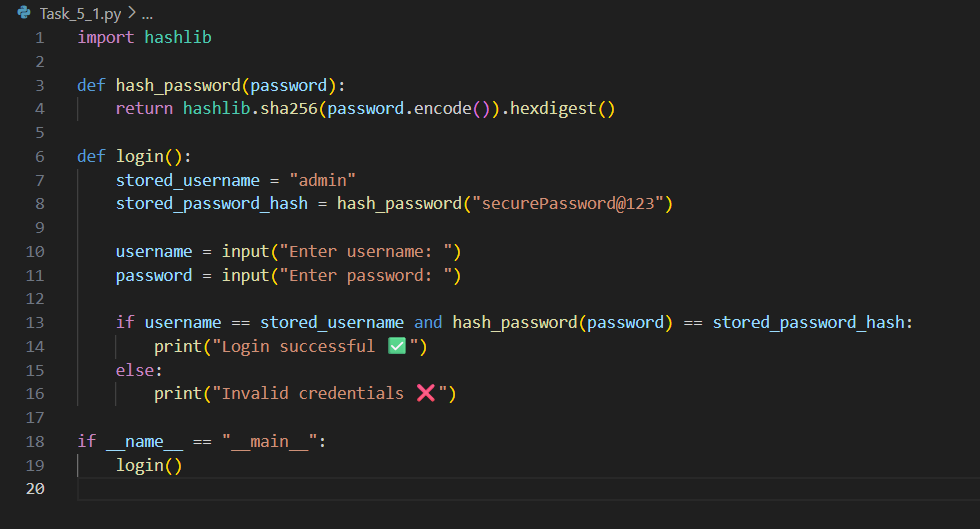 Task_5_1.py > ...
1 import hashlib
2
3 def hash_password(password):
4     return hashlib.sha256(password.encode()).hexdigest()
5
6 def login():
7     stored_username = "admin"
8     stored_password_hash = hash_password("securePassword@123")
9
10     username = input("Enter username: ")
11     password = input("Enter password: ")
12
13     if username == stored_username and hash_password(password) == stored_password_hash:
14         print("Login successful ✅")
15     else:
16         print("Invalid credentials ❌")
17
18 if __name__ == "__main__":
19     login()
20